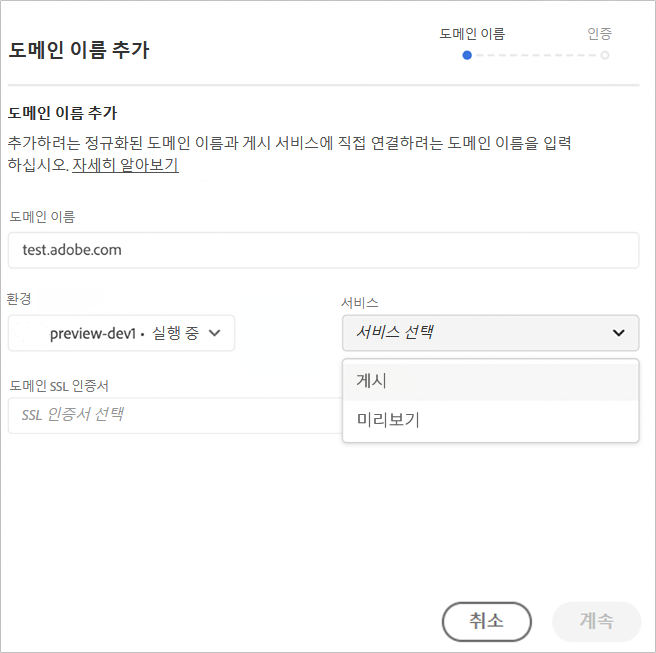 도메인 이름 추가
도메인 이름
인증
도메인 이름 추가
추가하려는 정규화된 도메인 이름과 게시 서비스에 직접 연결하려는 도메인 이름을 입력
하십시오. 자세히 알아보기
도메인 이름
test.adobe.com
환경
서비스
preview-dev1 • 실행 중
서비스 선택
도메인 SSL 인증서
SSL 인증서 선택
게시
미리보기
취소
계속